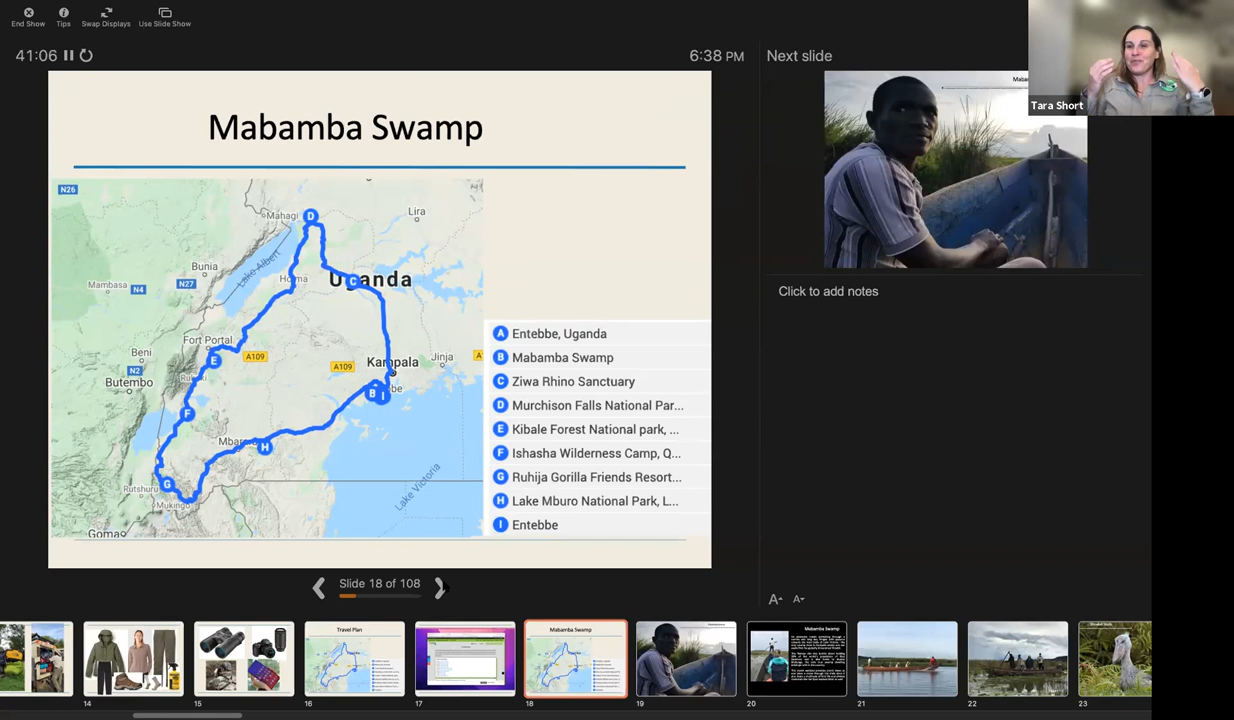 End Show
Tips
Swap Displays
Use Slide Show
41:06
6:38 PM
Next slide
Tara Short
Mabamba Swamp
N26
Mahagi
D
Lira
Bunia
Lake Albert
Mambasa
N4
N27
Uganda
C
Fort Portal
E
A109
A109
Kampala
Jinja
Beni
N2
Butembo
B
I
F
H
G
Rutshuru
Lake Victoria
Goma
A Entebbe, Uganda
B Mabamba Swamp
C Ziwa Rhino Sanctuary
D Murchison Falls National Par...
E Kibale Forest National park, ...
F Ishasha Wilderness Camp, Q...
G Ruhija Gorilla Friends Resort...
H Lake Mburo National Park, L...
I Entebbe
Click to add notes
Slide 18 of 108
Travel Plan
Mabamba Swamp
Mabamba Swamp
14
15
16
17
18
19
20
21
22
23